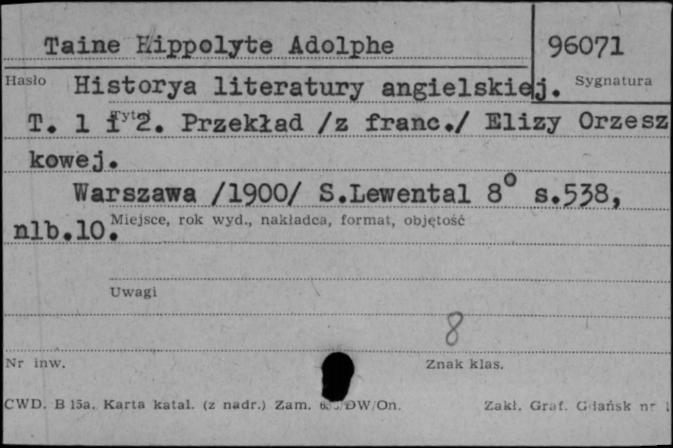 Taine Hippolyte Adolphe 96071
Hasło Historya literatury angielskiej. Sygnatura
T. 1 i 2. Przekład /z franc./ Elizy Orzesz
kowej.
Warszawa /1900/ S.Lewental 8° s.538,
Miejsce, rok wyd., nakładca, format, objętość
nlb.10.
Uwagi
8
Nr inw. Znak klas.
CWD. B 15a. Karta katal. (z nadr.) Zam. DW/On. Zakł. Graf. Gdańsk nr 1